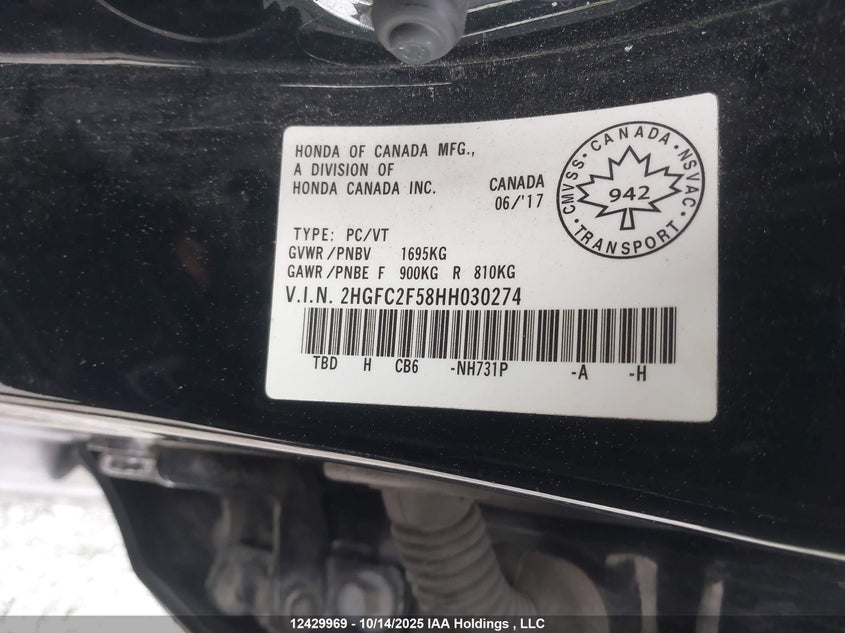 HONDA OF CANADA MFG.,
A DIVISION OF
HONDA CANADA INC.
CANADA
06/'17
CMVSS · CANADA · NSVAC
942
· TRANSPORT ·
TYPE: PC/VT
GVWR/PNBV 1695KG
GAWR/PNBE F 900KG R 810KG
V.I.N. 2HGFC2F58HH030274
TBD H CB6 -NH731P -A -H
12429969 - 10/14/2025 IAA Holdings , LLC